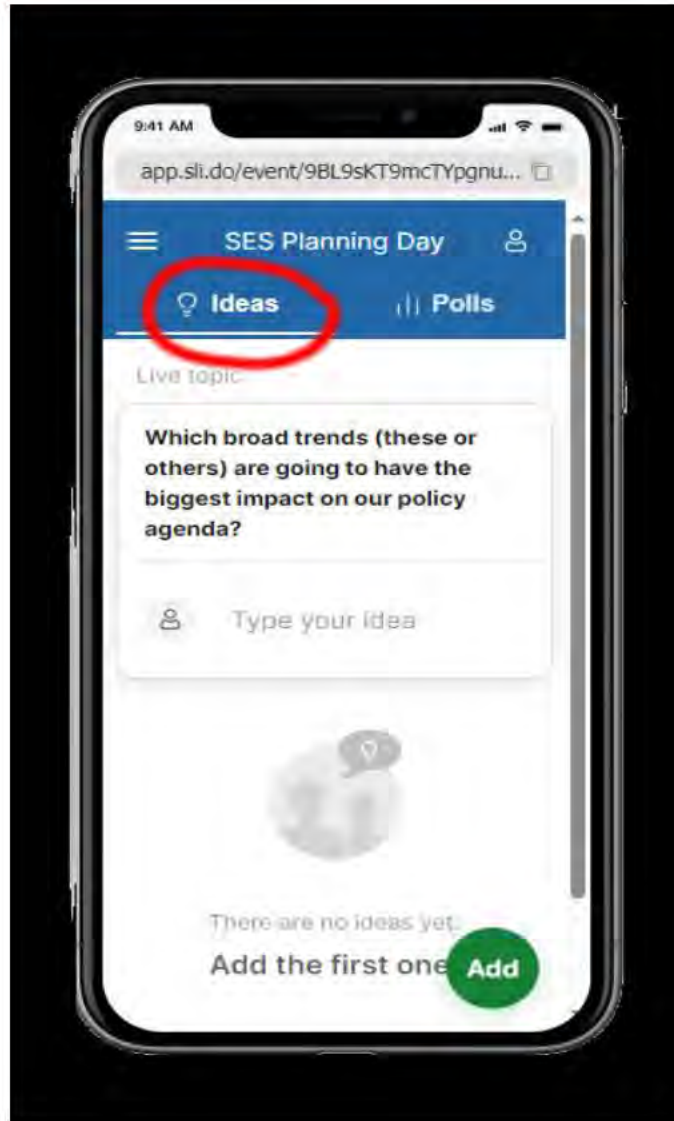 9:41 AM
app.sli.do/event/9BL9sKT9mcTYpgnu...
SES Planning Day
Ideas
Polls
Live topic
Which broad trends (these or
others) are going to have the
biggest impact on our policy
agenda?
Type your idea
There are no ideas yet.
Add the first one
Add